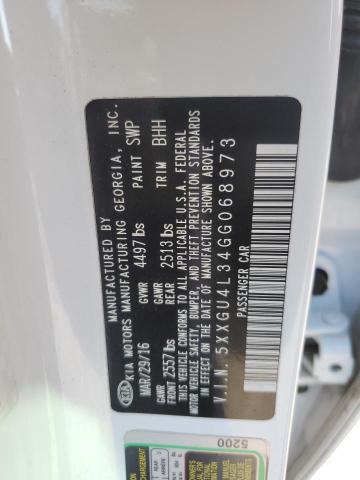 MANUFACTURED BY
KIA KIA MOTORS MANUFACTURING GEORGIA, INC.
MAR/29/16 GVWR 4497 lbs PAINT SWP
GAWR FRONT 2557 lbs GAWR REAR 2513 lbs TRIM BHH
THIS VEHICLE CONFORMS TO ALL APPLICABLE U.S.A. FEDERAL
MOTOR VEHICLE SAFETY, BUMPER, AND THEFT PREVENTION STANDARDS
IN EFFECT ON THE DATE OF MANUFACTURE SHOWN ABOVE.
V.I.N. 5XXGU4L34GG068973
PASSENGER CAR
5200